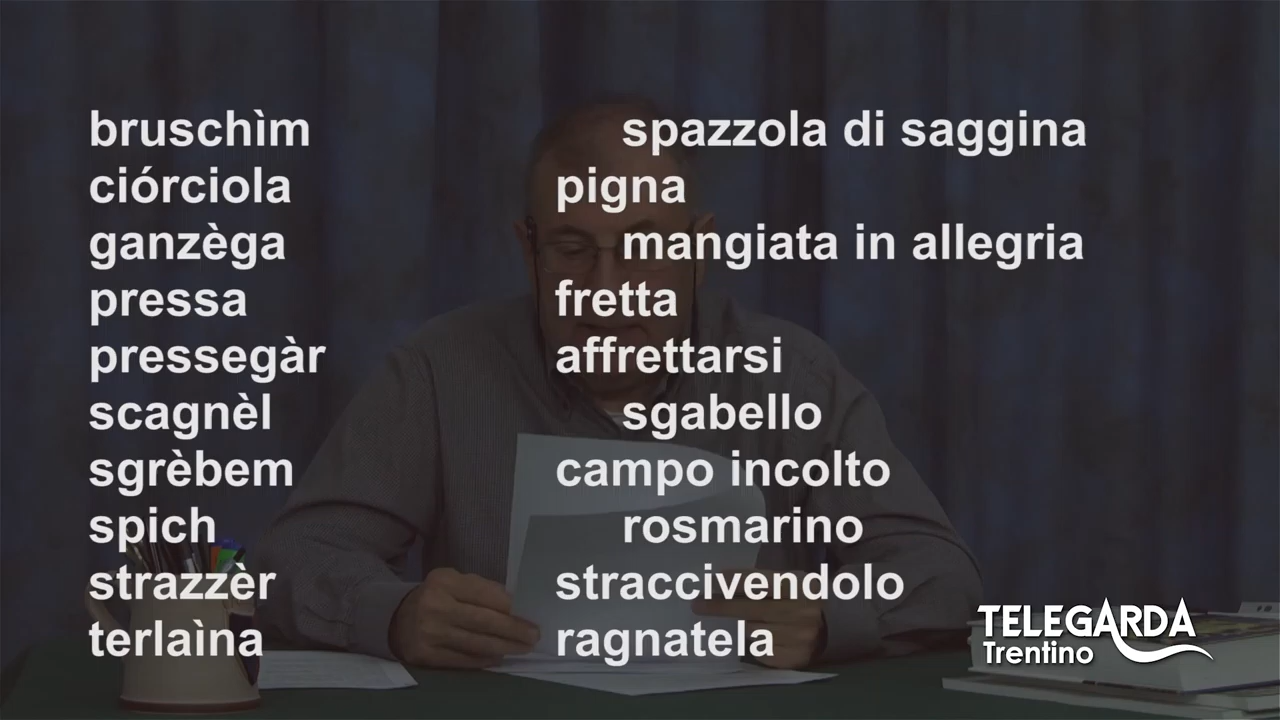 bruschìm spazzola di saggina
ciórciola pigna
ganzèga mangiata in allegria
pressa fretta
pressegàr affrettarsi
scagnèl sgabello
sgrèbem campo incolto
spich rosmarino
strazzèr straccivendolo
terlaìna ragnatela
TELEGARDA
Trentino